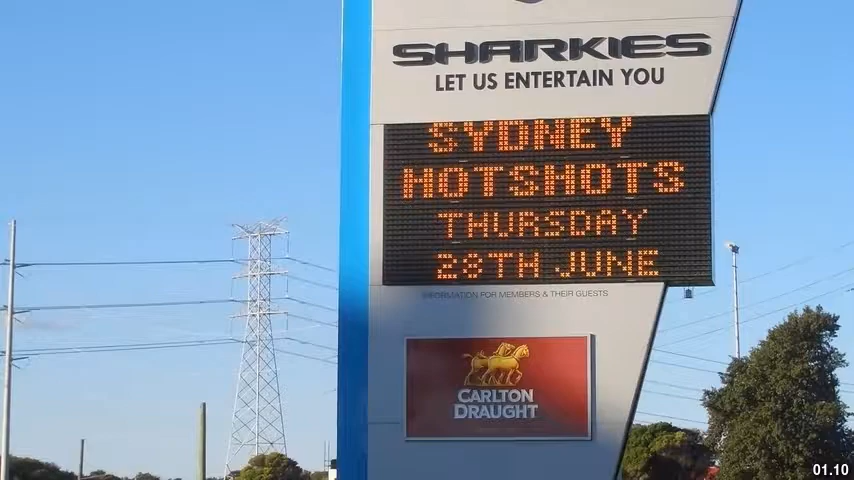 SHARKIES
LET US ENTERTAIN YOU
SYDNEY
HOTSHOTS
THURSDAY
28TH JUNE
INFORMATION FOR MEMBERS & THEIR GUESTS
CARLTON
DRAUGHT
01.10